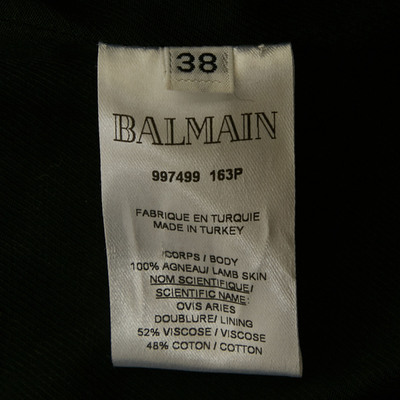 38
BALMAIN
997499 163P
FABRIQUE EN TURQUIE
MADE IN TURKEY
CORPS / BODY
100% AGNEAU/ LAMB SKIN
NOM SCIENTIFIQUE/
SCIENTIFIC NAME:
OVIS ARIES
DOUBLURE/ LINING
52% VISCOSE / VISCOSE
48% COTON / COTTON